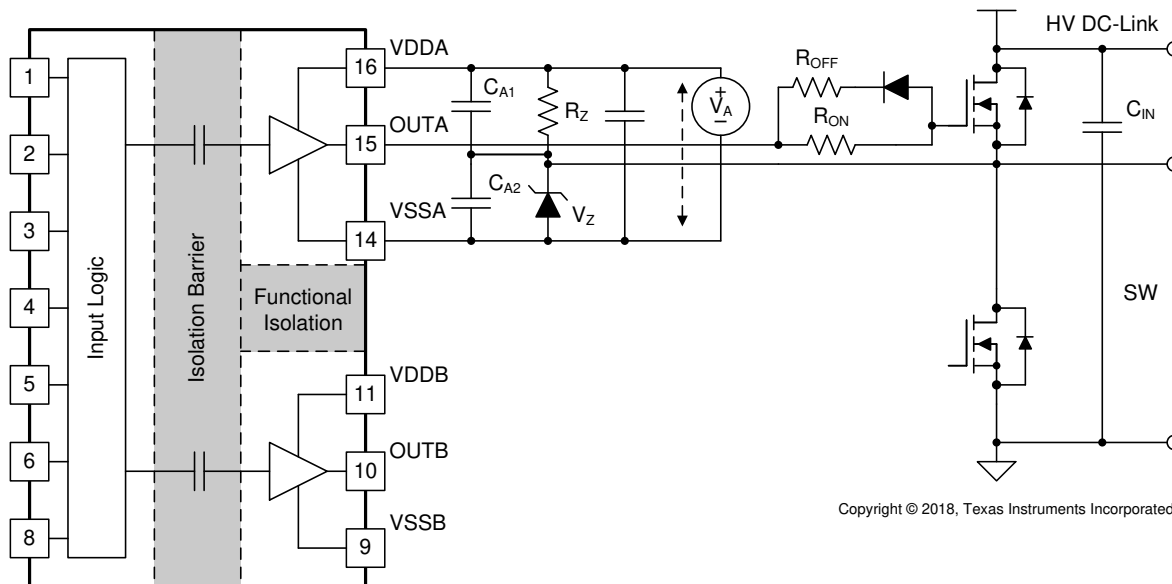 1
2
3
4
5
6
8
Input Logic
Isolation Barrier
Functional
Isolation
VDDA
16
OUTA
15
VSSA
14
VDDB
11
OUTB
10
VSSB
9
CA1
CA2
RZ
VZ
+
VA
−
ROFF
RON
HV DC-Link
CIN
SW
Copyright © 2018, Texas Instruments Incorporated